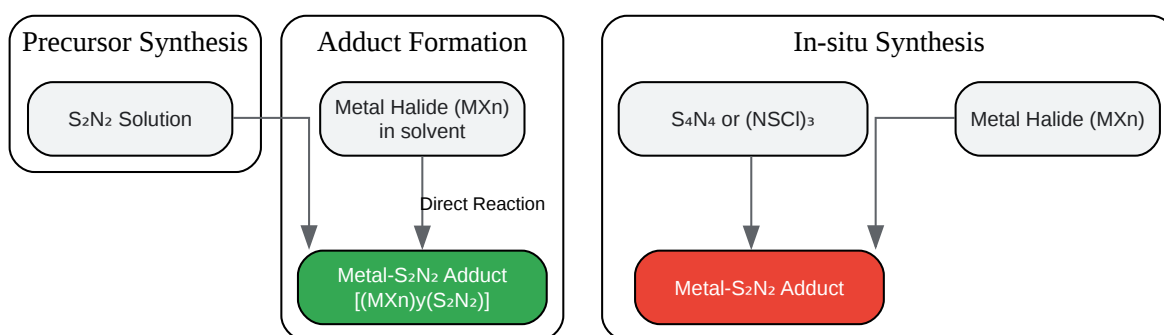 Precursor Synthesis
S₂N₂ Solution
Adduct Formation
Metal Halide (MXn)
in solvent
Direct Reaction
Metal-S₂N₂ Adduct
[(MXn)y(S₂N₂)]
In-situ Synthesis
S₄N₄ or (NSCl)₃
Metal Halide (MXn)
Metal-S₂N₂ Adduct